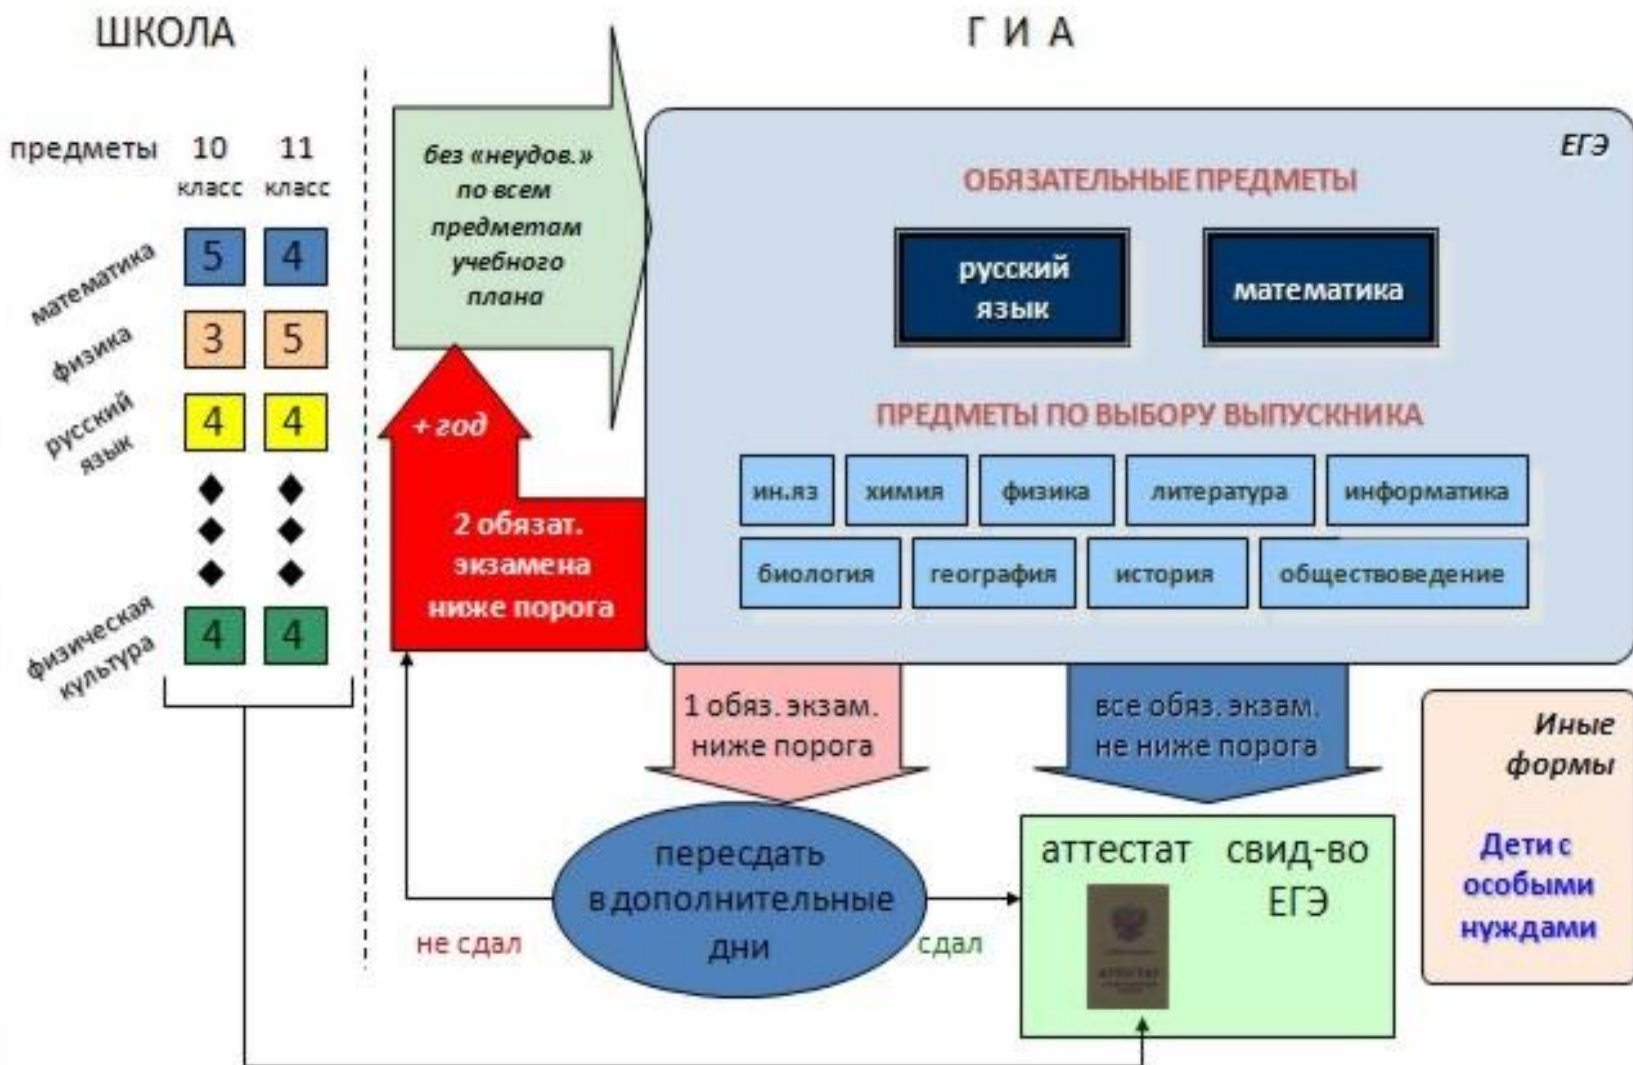 ШКОЛА
Г И А
предметы 10 11
класс класс
математика 5 4
физика 3 5
русский
язык
4 4
физическая
культура
4 4
без «неудов.»
по всем
предметам
учебного
плана
+ год
2 обязат.
экзамена
ниже порога
ЕГЭ
ОБЯЗАТЕЛЬНЫЕ ПРЕДМЕТЫ
русский
язык
математика
ПРЕДМЕТЫ ПО ВЫБОРУ ВЫПУСКНИКА
ин.яз химия физика литература информатика
биология география история обществоведение
1 обяз. экзам.
ниже порога
все обяз. экзам.
не ниже порога
пересдать
в дополнительные
дни
не сдал
сдал
аттестат
свид-во
ЕГЭ
АТТЕСТАТ
Иные
формы
Дети с
особыми
нуждами